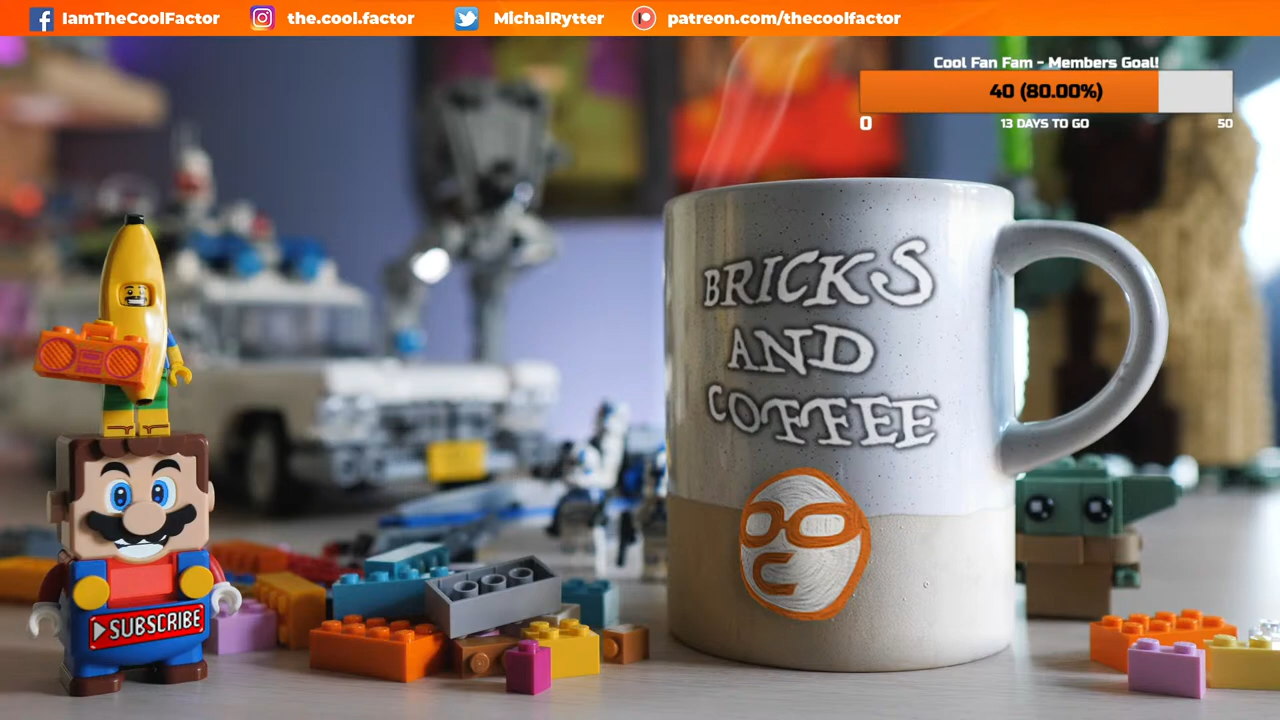 IamTheCoolFactor the.cool.factor MichalRytter patreon.com/thecoolfactor
Cool Fan Fam - Members Goal!
40 (80.00%)
0 13 DAYS TO GO 50
BRICKS
AND
COFFEE
SUBSCRIBE